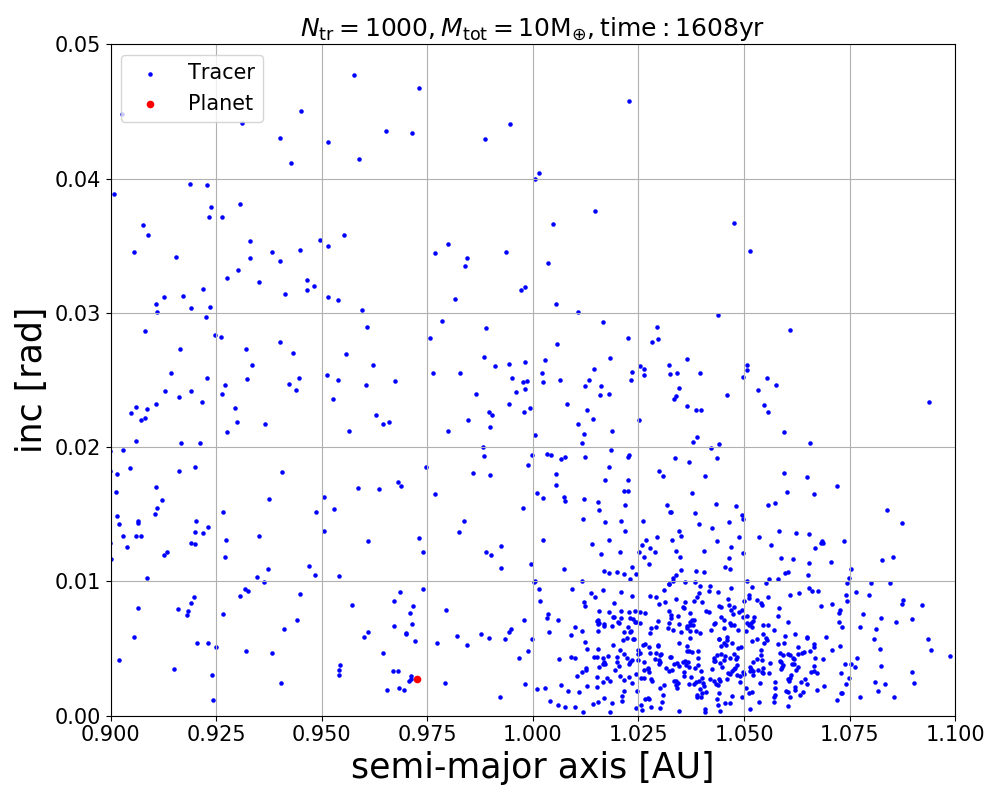 N_tr = 1000, M_tot = 10M_⊕, time : 1608yr
Tracer
Planet
inc [rad]
0.05
0.04
0.03
0.02
0.01
0.00
0.900 0.925 0.950 0.975 1.000 1.025 1.050 1.075 1.100
semi-major axis [AU]